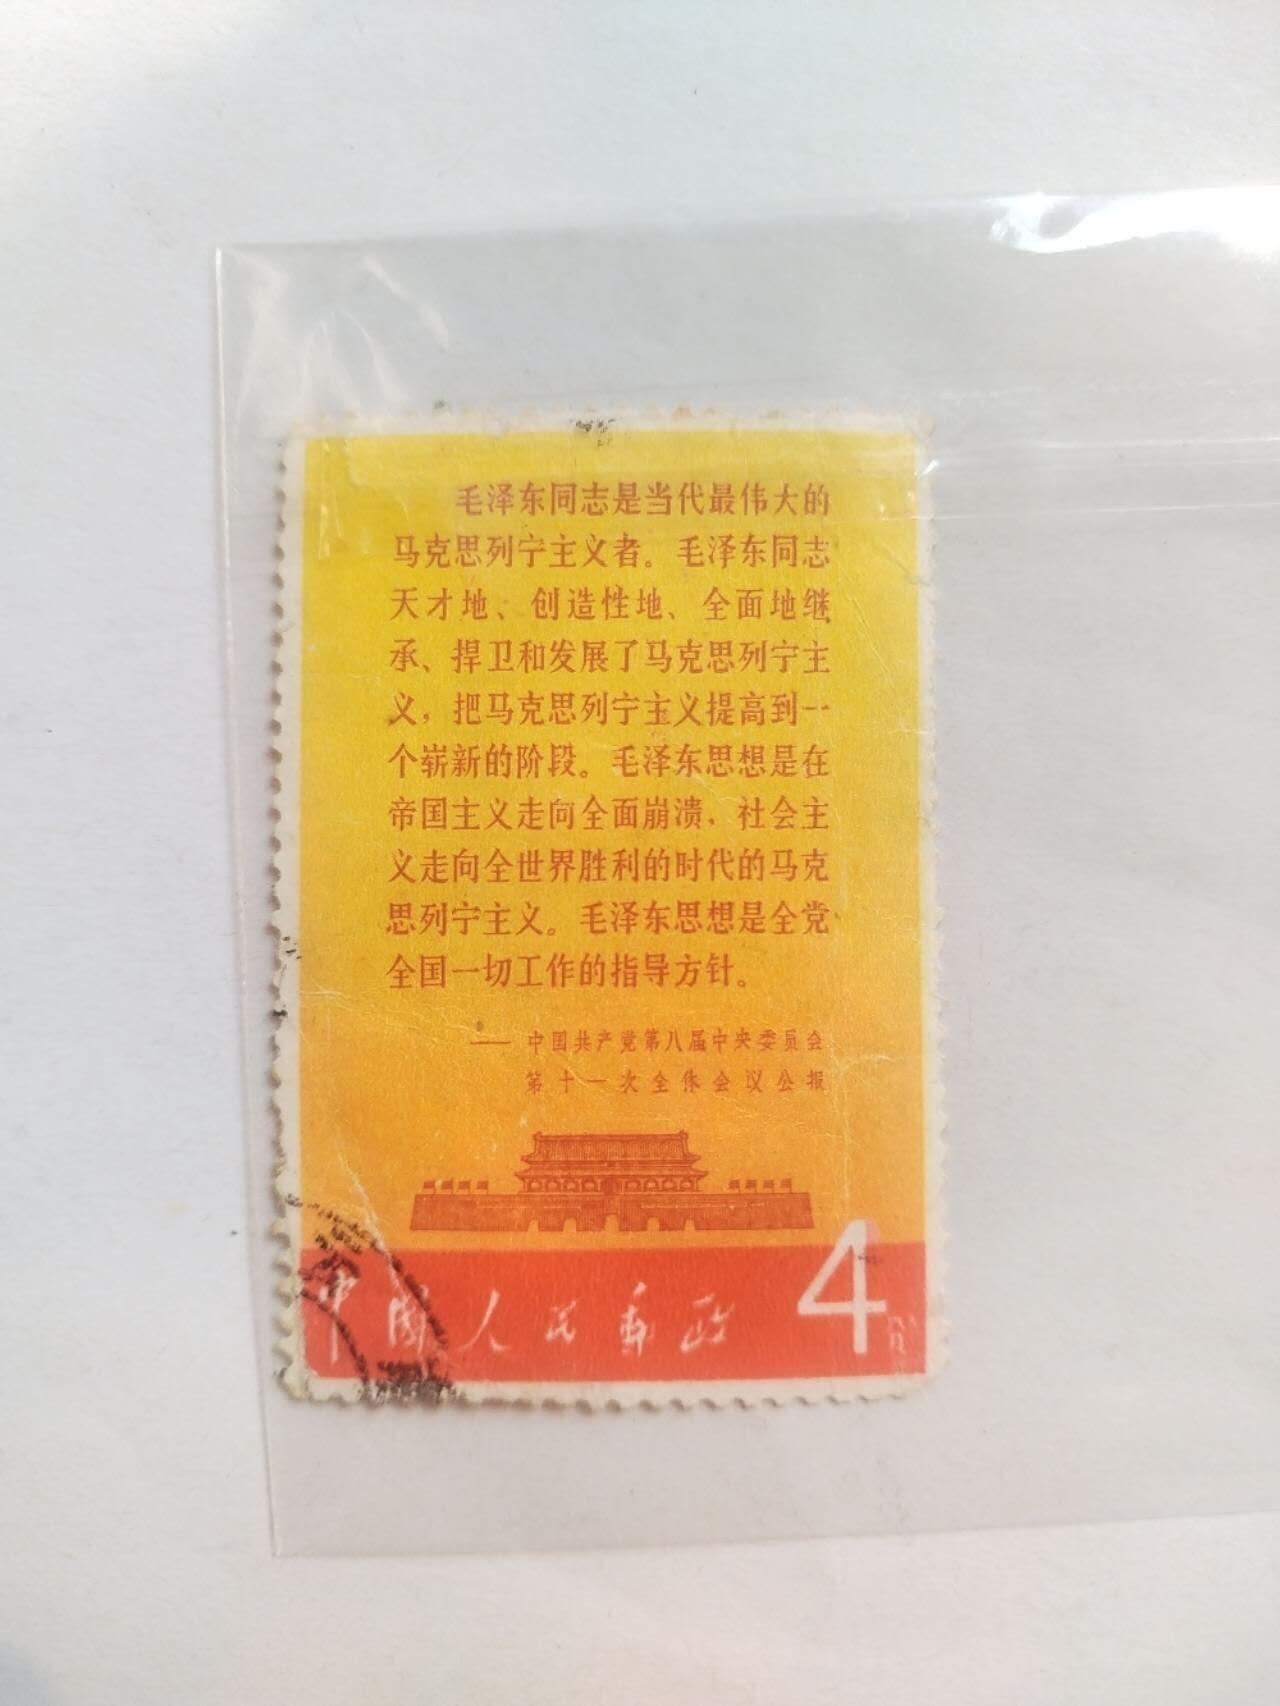 毛泽东同志是当代最伟大的
马克思列宁主义者。毛泽东同志
天才地、创造性地、全面地继
承、捍卫和发展了马克思列宁主
义，把马克思列宁主义提高到一
个崭新的阶段。毛泽东思想是在
帝国主义走向全面崩溃，社会主
义走向全世界胜利的时代的马克
思列宁主义。毛泽东思想是全党
全国一切工作的指导方针。
——中国共产党第八届中央委员会
第十一次全体会议公报
中国人民邮政 4分